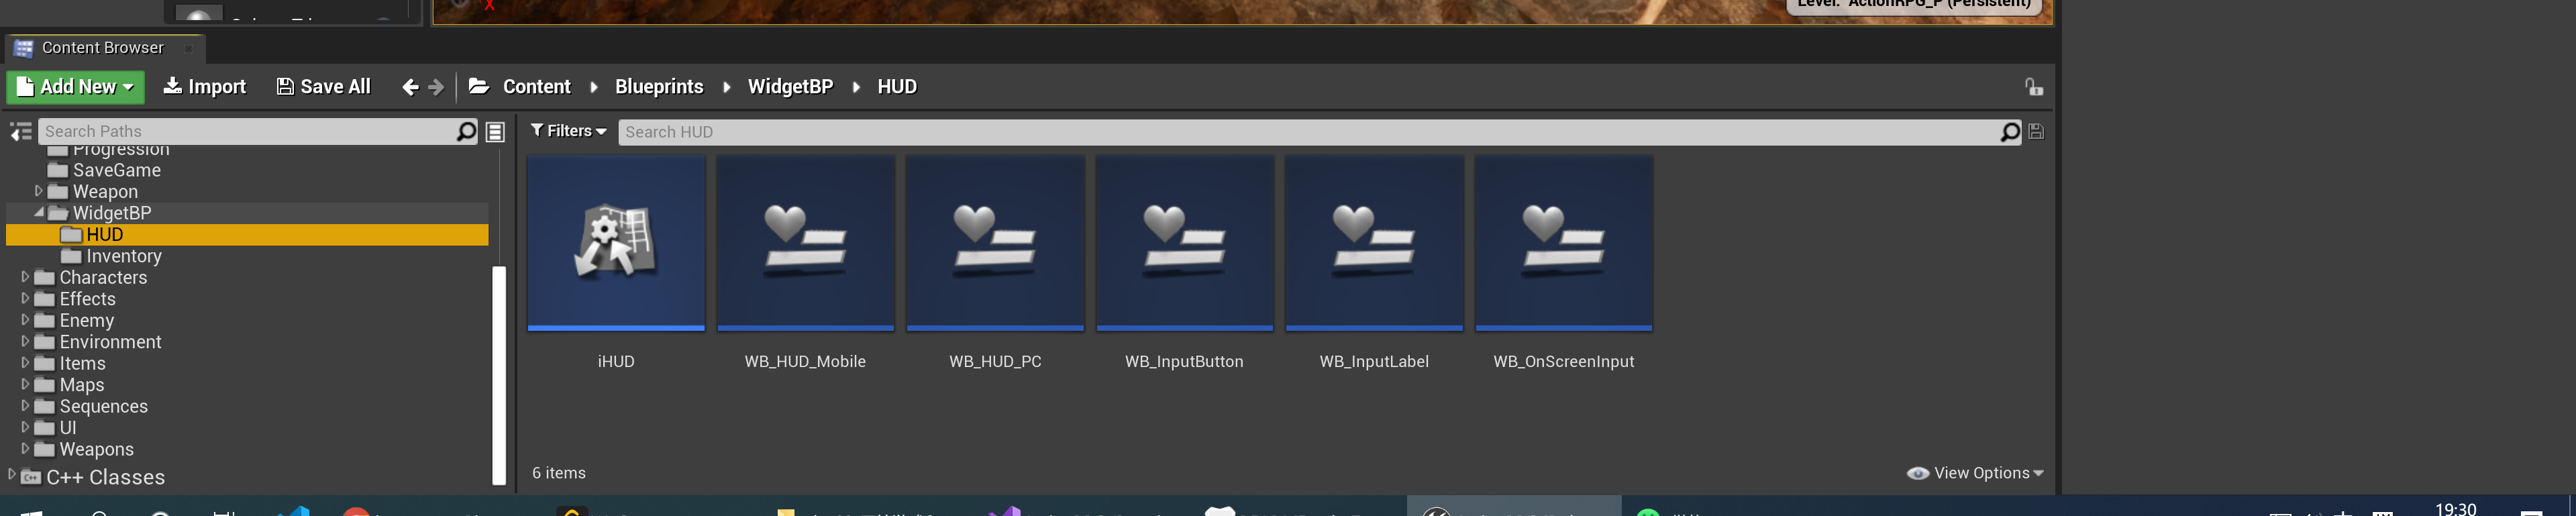 Level: ActionRPG_P (Persistent)
Content Browser
Add New
Import
Save All
Content
Blueprints
WidgetBP
HUD
Search Paths
Filters
Search HUD
Progression
SaveGame
Weapon
WidgetBP
HUD
Inventory
Characters
Effects
Enemy
Environment
Items
Maps
Sequences
UI
Weapons
C++ Classes
iHUD
WB_HUD_Mobile
WB_HUD_PC
WB_InputButton
WB_InputLabel
WB_OnScreenInput
6 items
View Options
19:30